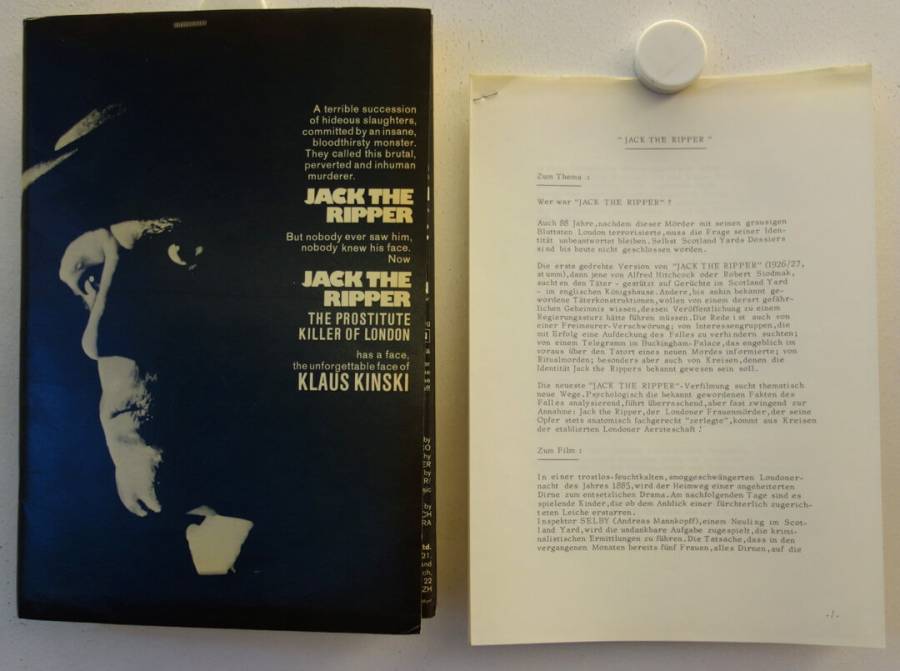 A terrible succession
of hideous slaughters,
committed by an insane,
bloodthirsty monster.
They called this brutal,
perverted and inhuman
murderer.
JACK THE
RIPPER
But nobody ever saw him,
nobody knew his face.
Now
JACK THE
RIPPER
THE PROSTITUTE
KILLER OF LONDON
has a face,
the unforgettable face of
KLAUS KINSKI
by
by
by
ltd.
22
"JACK THE RIPPER"
Zum Thema :
Wer war "JACK THE RIPPER" ?
Auch 88 Jahre,nachdem dieser Mörder mit seinen grausigen
Bluttaten London terrorisierte,muss die Frage seiner Iden-
tität unbeantwortet bleiben.Selbst Scotland Yards Dossiers
sind bis heute nicht geschlossen worden.
Die erste gedrehte Version von "JACK THE RIPPER" (1926/27,
stumm),dann jene von Alfred Hitchcock oder Robert Siodmak,
suchten den Täter - gestützt auf Gerüchte im Scotland Yard
- im englischen Königshause.Andere,bis anhin bekannt ge-
wordene Täterkonstruktionen,wollen von einem derart gefähr-
lichen Geheimnis wissen,dessen Veröffentlichung zu einem
Regierungssturz hätte führen müssen.Die Rede ist auch von
einer Freimaurer-Verschwörung; von Interessengruppen,die
mit Erfolg eine Aufdeckung des Falles zu verhindern suchten;
von einem Telegramm im Buckingham-Palace,das angeblich im
voraus über den Tatort eines neuen Mordes informierte; von
Ritualmorden; besonders aber auch von Kreisen,denen die
Identität Jack the Rippers bekannt gewesen sein soll.
Die neueste "JACK THE RIPPER"-Verfilmung sucht thematisch
neue Wege.Psychologisch die bekannt gewordenen Fakten des
Falles analysierend,führt überraschend,aber fast zwingend zur
Annahme: Jack the Ripper,der Londoner Frauenmörder,der seine
Opfer stets anatomisch fachgerecht "zerlegte",kommt aus Kreisen
der etablierten Londoner Aerzteschaft !
Zum Film :
In einer trostlos-feuchtkalten,smoggeschwängerten Londoner-
nacht des Jahres 1885,wird der Heimweg einer angeheiterten
Dirne zum entsetzlichen Drama.Am nachfolgenden Tage sind es
spielende Kinder,die ob dem Anblick einer fürchterlich zugerich-
teten Leiche erstarren.
Inspektor SELBY (Andreas Mannkopff),einem Neuling im Scot-
land Yard,wird die undankbare Aufgabe zugespielt,die krimi-
nalistischen Ermittlungen zu führen.Die Tatsache,dass in den
vergangenen Monaten bereits fünf Frauen,alles Dirnen,auf die
-/-